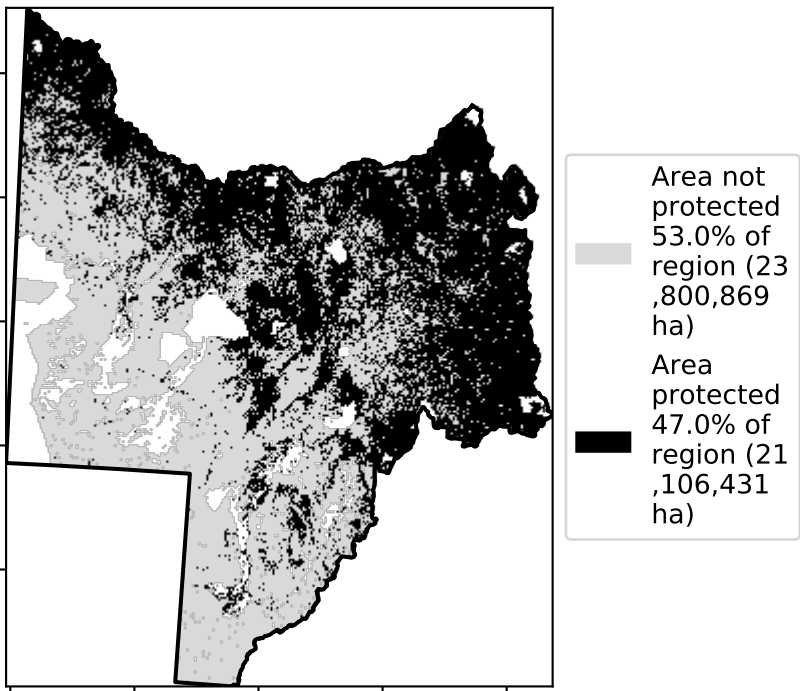 Area not
protected
53.0% of
region (23
,800,869
ha)
Area
protected
47.0% of
region (21
,106,431
ha)